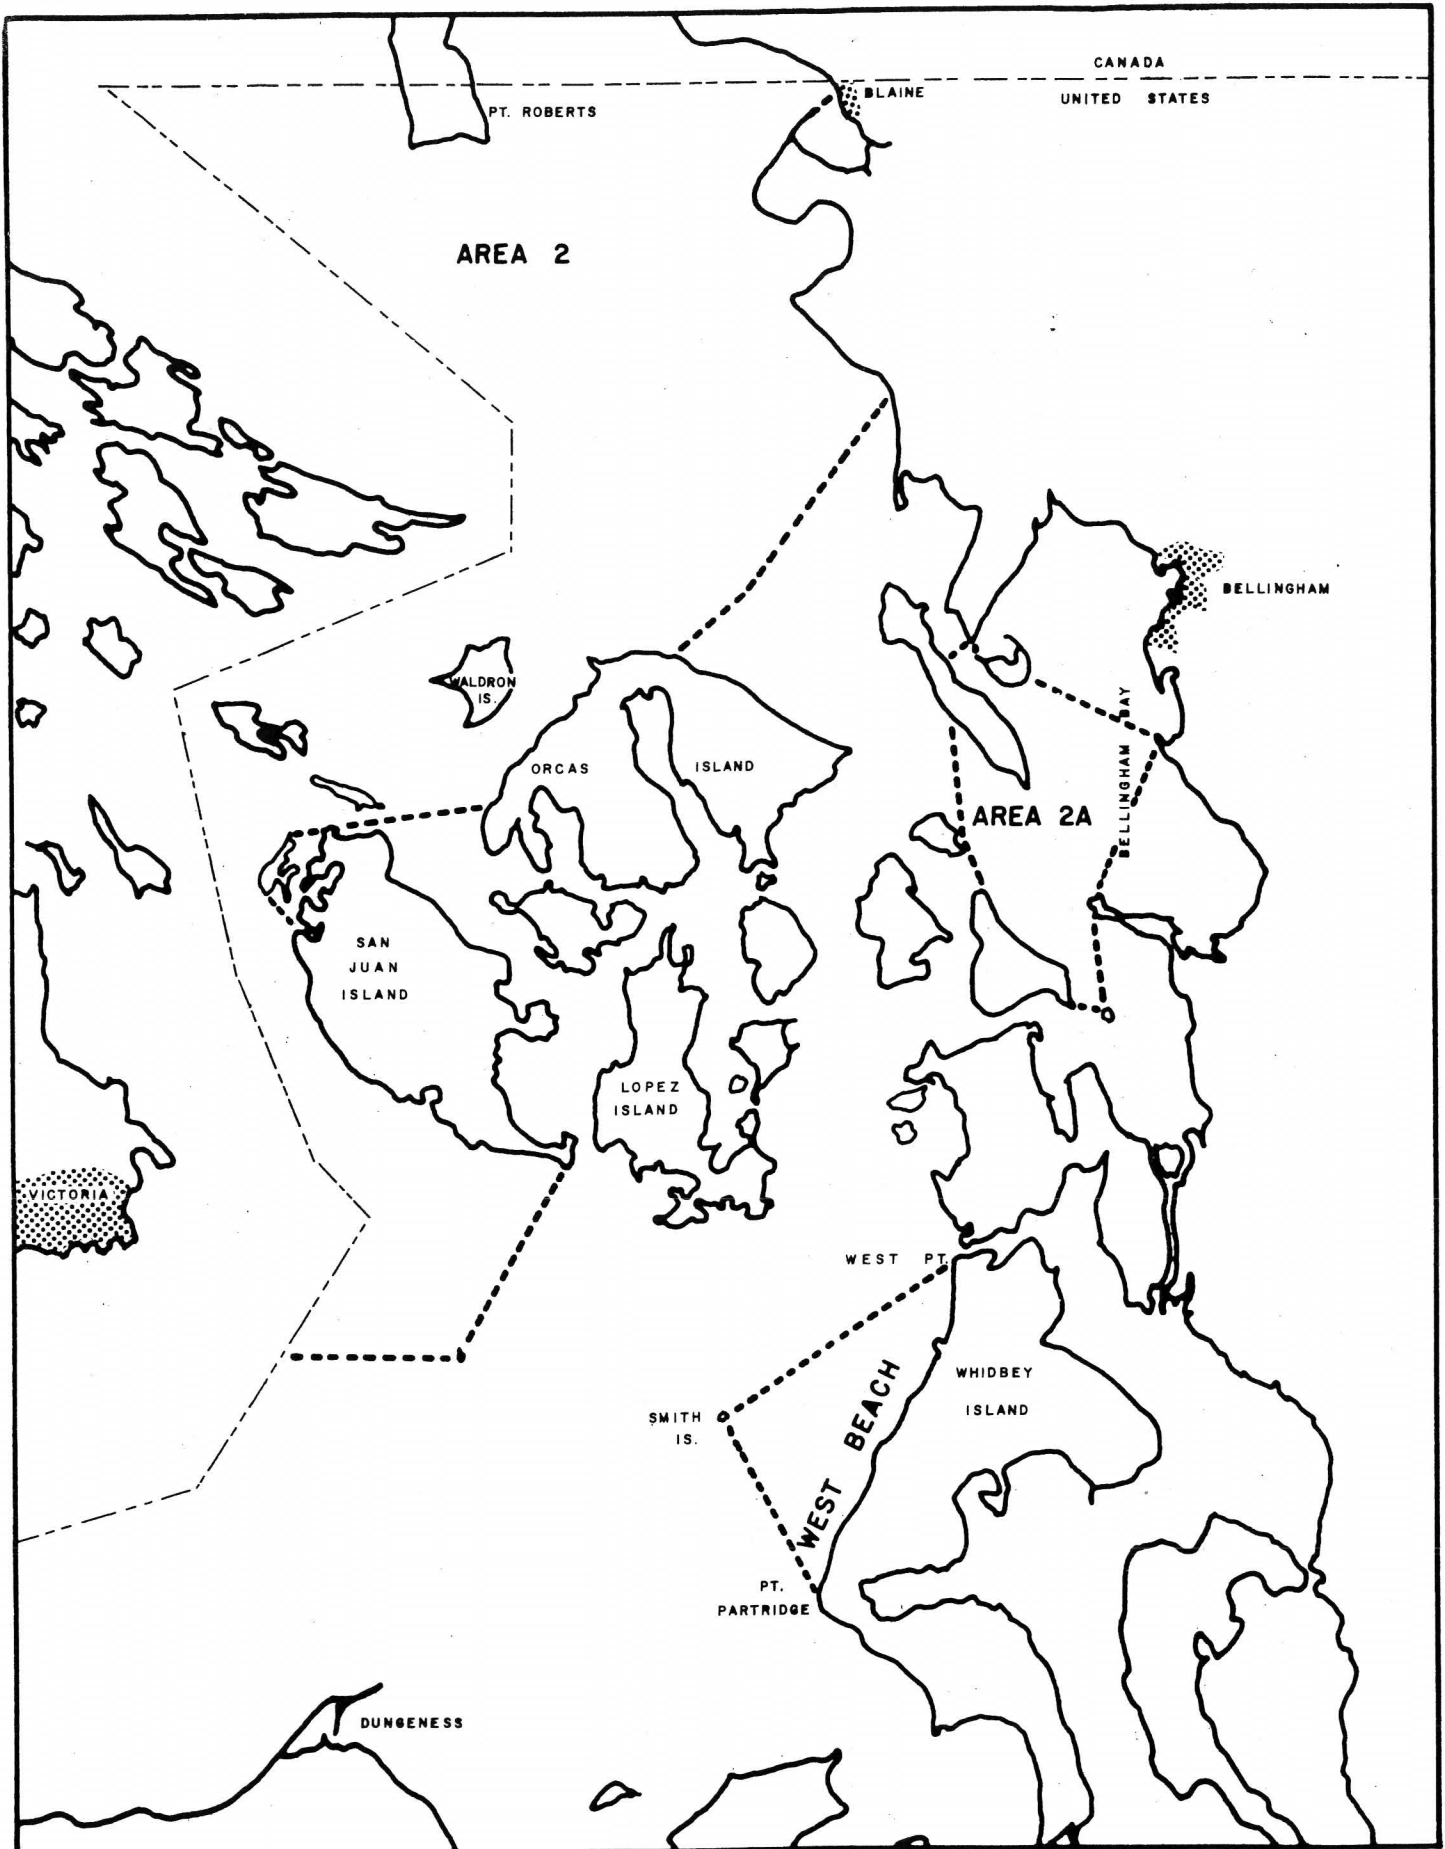 CANADA
BLAINE
UNITED STATES
PT. ROBERTS
AREA 2
BELLINGHAM
WALDRON
IS.
BELLINGHAM BAY
ORCAS ISLAND
AREA 2A
SAN
JUAN
ISLAND
LOPEZ
ISLAND
VICTORIA
WEST PT.
WEST BEACH
WHIDBEY
ISLAND
SMITH
IS.
PT.
PARTRIDGE
DUNGENESS